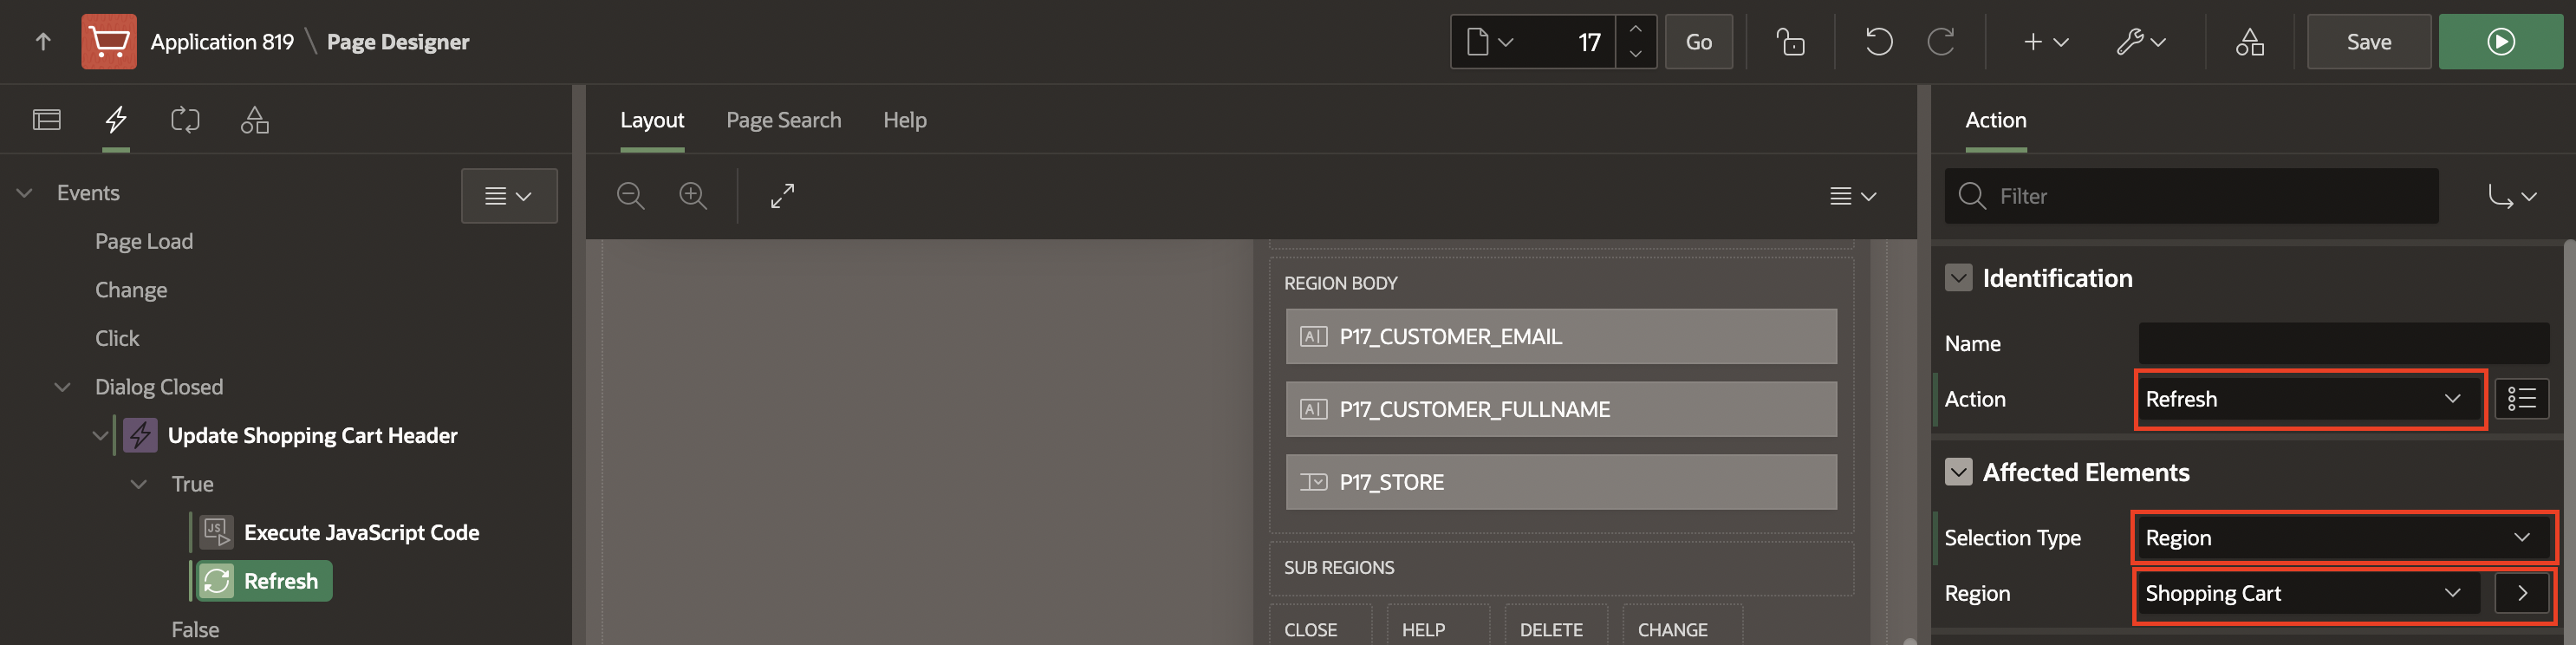 Application 819 \ Page Designer
17
Go
Save
Layout
Page Search
Help
Action
Events
Page Load
Change
Click
Dialog Closed
Update Shopping Cart Header
True
JS
Execute JavaScript Code
Refresh
False
REGION BODY
A P17_CUSTOMER_EMAIL
A P17_CUSTOMER_FULLNAME
P17_STORE
SUB REGIONS
CLOSE
HELP
DELETE
CHANGE
Filter
Identification
Name
Action
Refresh
Affected Elements
Selection Type
Region
Region
Shopping Cart